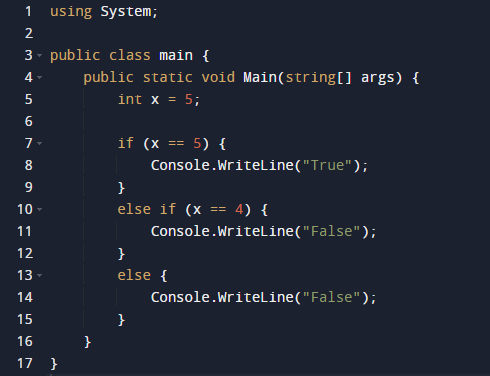 1 using System;
2
3 public class main {
4     public static void Main(string[] args) {
5         int x = 5;
6
7         if (x == 5) {
8             Console.WriteLine("True");
9         }
10         else if (x == 4) {
11             Console.WriteLine("False");
12         }
13         else {
14             Console.WriteLine("False");
15         }
16     }
17 }